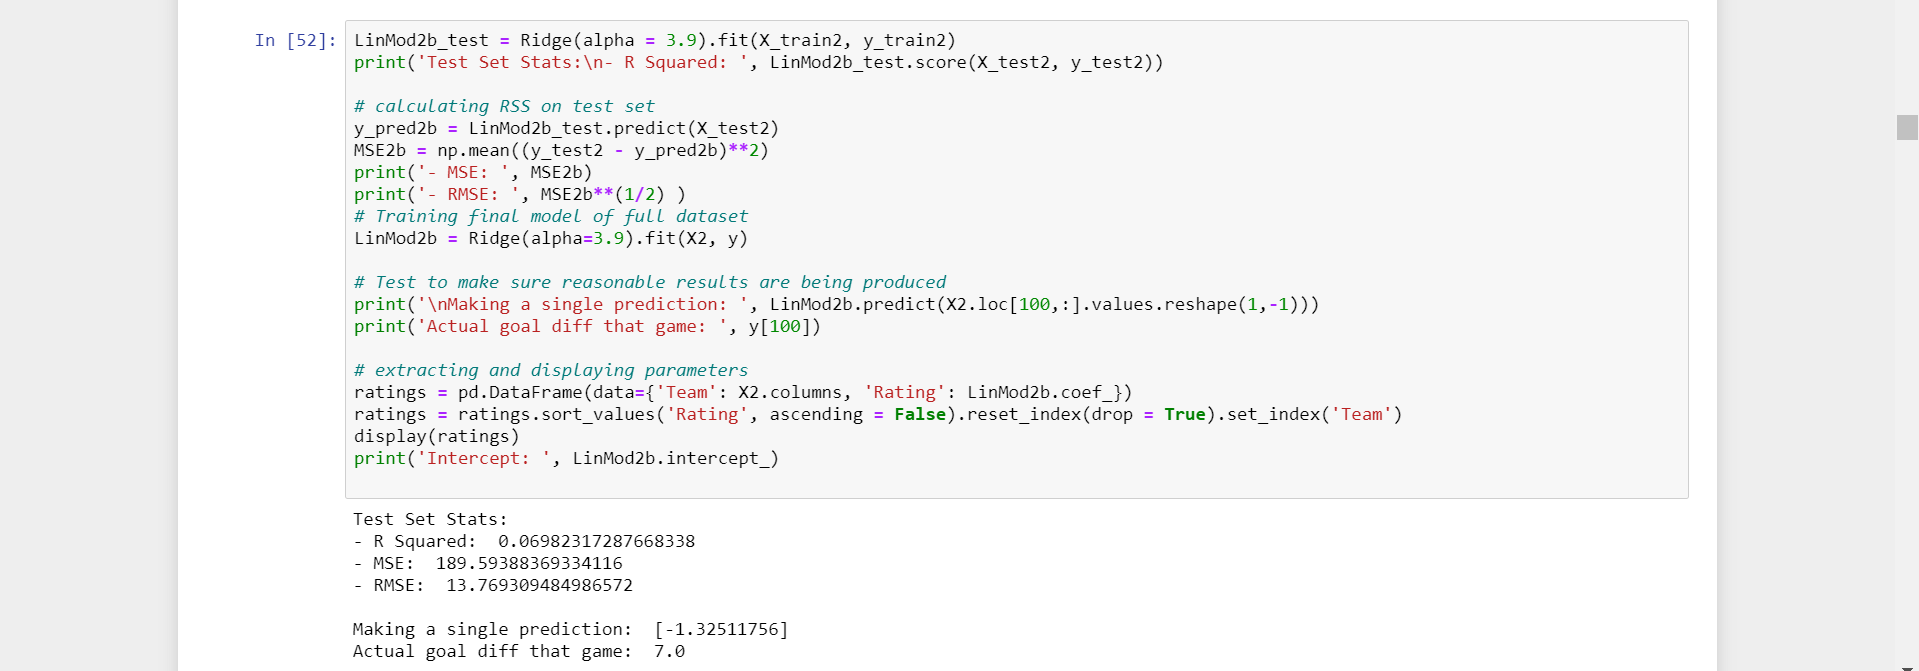 In [52]: LinMod2b_test = Ridge(alpha = 3.9).fit(X_train2, y_train2)
print('Test Set Stats:\n- R Squared: ', LinMod2b_test.score(X_test2, y_test2))
# calculating RSS on test set
y_pred2b = LinMod2b_test.predict(X_test2)
MSE2b = np.mean((y_test2 - y_pred2b)**2)
print('- MSE: ', MSE2b)
print('- RMSE: ', MSE2b**(1/2) )
# Training final model of full dataset
LinMod2b = Ridge(alpha=3.9).fit(X2, y)
# Test to make sure reasonable results are being produced
print('\nMaking a single prediction: ', LinMod2b.predict(X2.loc[100,:].values.reshape(1,-1)))
print('Actual goal diff that game: ', y[100])
# extracting and displaying parameters
ratings = pd.DataFrame(data={'Team': X2.columns, 'Rating': LinMod2b.coef_})
ratings = ratings.sort_values('Rating', ascending = False).reset_index(drop = True).set_index('Team')
display(ratings)
print('Intercept: ', LinMod2b.intercept_)
Test Set Stats:
- R Squared:  0.06982317287668338
- MSE:  189.59388369334116
- RMSE:  13.769309484986572
Making a single prediction:  [-1.32511756]
Actual goal diff that game:  7.0